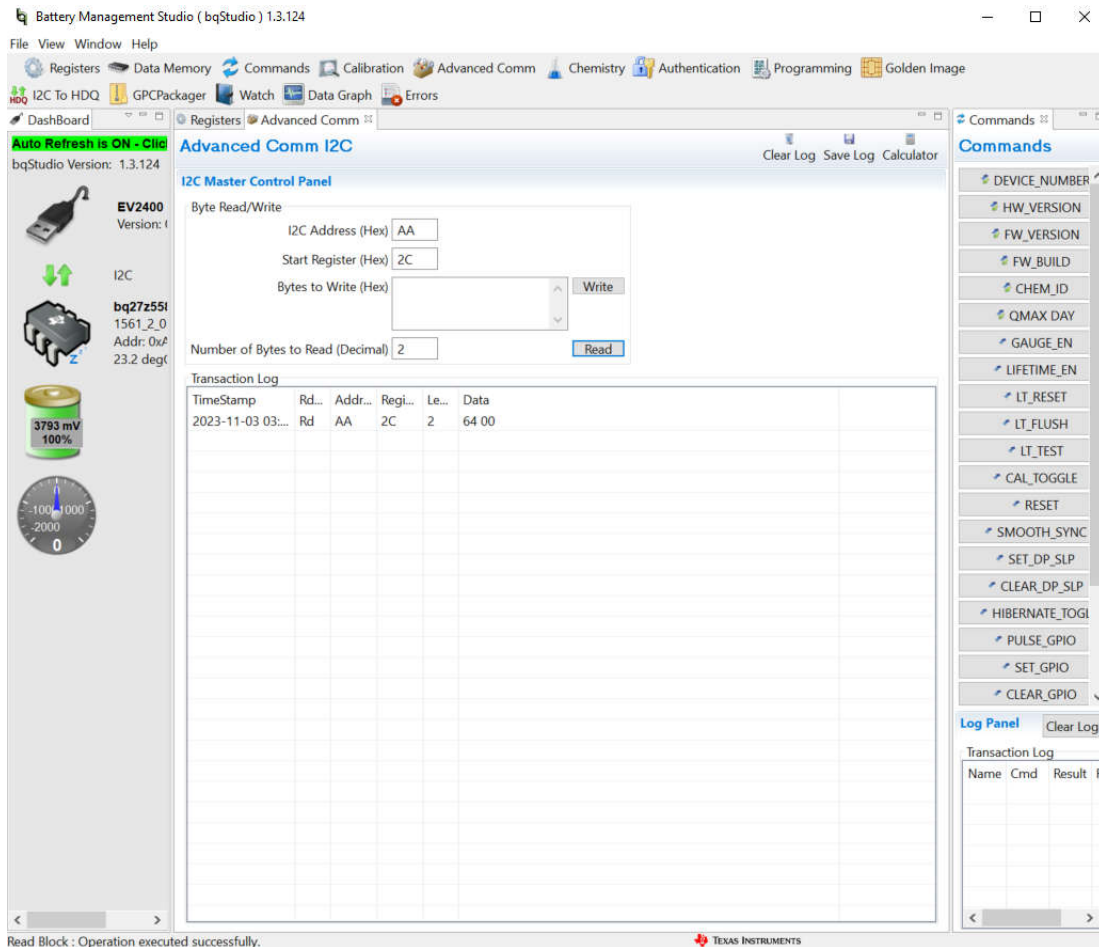 Battery Management Studio ( bqStudio ) 1.3.124
File View Window Help
Registers Data Memory Commands Calibration Advanced Comm Chemistry Authentication Programming Golden Image
HDQ I2C To HDQ GPCPackager Watch Data Graph Errors
DashBoard
Auto Refresh is ON - Clic
bqStudio Version: 1.3.124
EV2400
Version: 
I2C
bq27z558
1561_2_0
Addr: 0xA
23.2 deg
3793 mV
100%
-100 1000
-2000
0
Registers Advanced Comm
Advanced Comm I2C
Clear Log Save Log Calculator
I2C Master Control Panel
Byte Read/Write
I2C Address (Hex) AA
Start Register (Hex) 2C
Bytes to Write (Hex) Write
Number of Bytes to Read (Decimal) 2 Read
Transaction Log
TimeStamp Rd... Addr... Regi... Le... Data
2023-11-03 03:... Rd AA 2C 2 64 00
Commands
Commands
DEVICE_NUMBER
HW_VERSION
FW_VERSION
FW_BUILD
CHEM_ID
QMAX DAY
GAUGE_EN
LIFETIME_EN
LT_RESET
LT_FLUSH
LT_TEST
CAL_TOGGLE
RESET
SMOOTH_SYNC
SET_DP_SLP
CLEAR_DP_SLP
HIBERNATE_TOGL
PULSE_GPIO
SET_GPIO
CLEAR_GPIO
Log Panel Clear Log
Transaction Log
Name Cmd Result
Read Block : Operation executed successfully.
TEXAS INSTRUMENTS